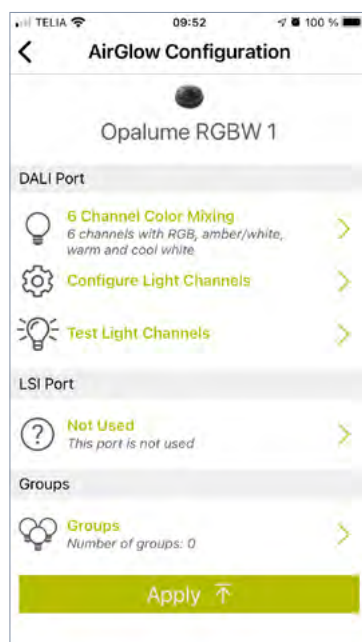 TELIA 09:52 100 %
AirGlow Configuration
Opalume RGBW 1
DALI Port
6 Channel Color Mixing
6 channels with RGB, amber/white,
warm and cool white
Configure Light Channels
Test Light Channels
LSI Port
Not Used
This port is not used
Groups
Groups
Number of groups: 0
Apply